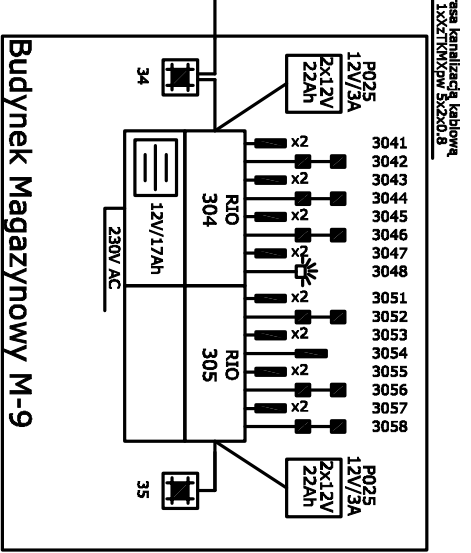 rasa kanalizacją kablową
1xXzTKMXpw 5x2x0.8
P025
12V/3A
2x12V
22Ah
34
x2 3041
3042
x2 3043
3044
x2 3045
3046
x2 3047
3048
RIO
304
12V/17Ah
230V AC
x2 3051
3052
x2 3053
3054
x2 3055
3056
x2 3057
3058
RIO
305
35
P025
12V/3A
2x12V
22Ah
Budynek Magazynowy M-9